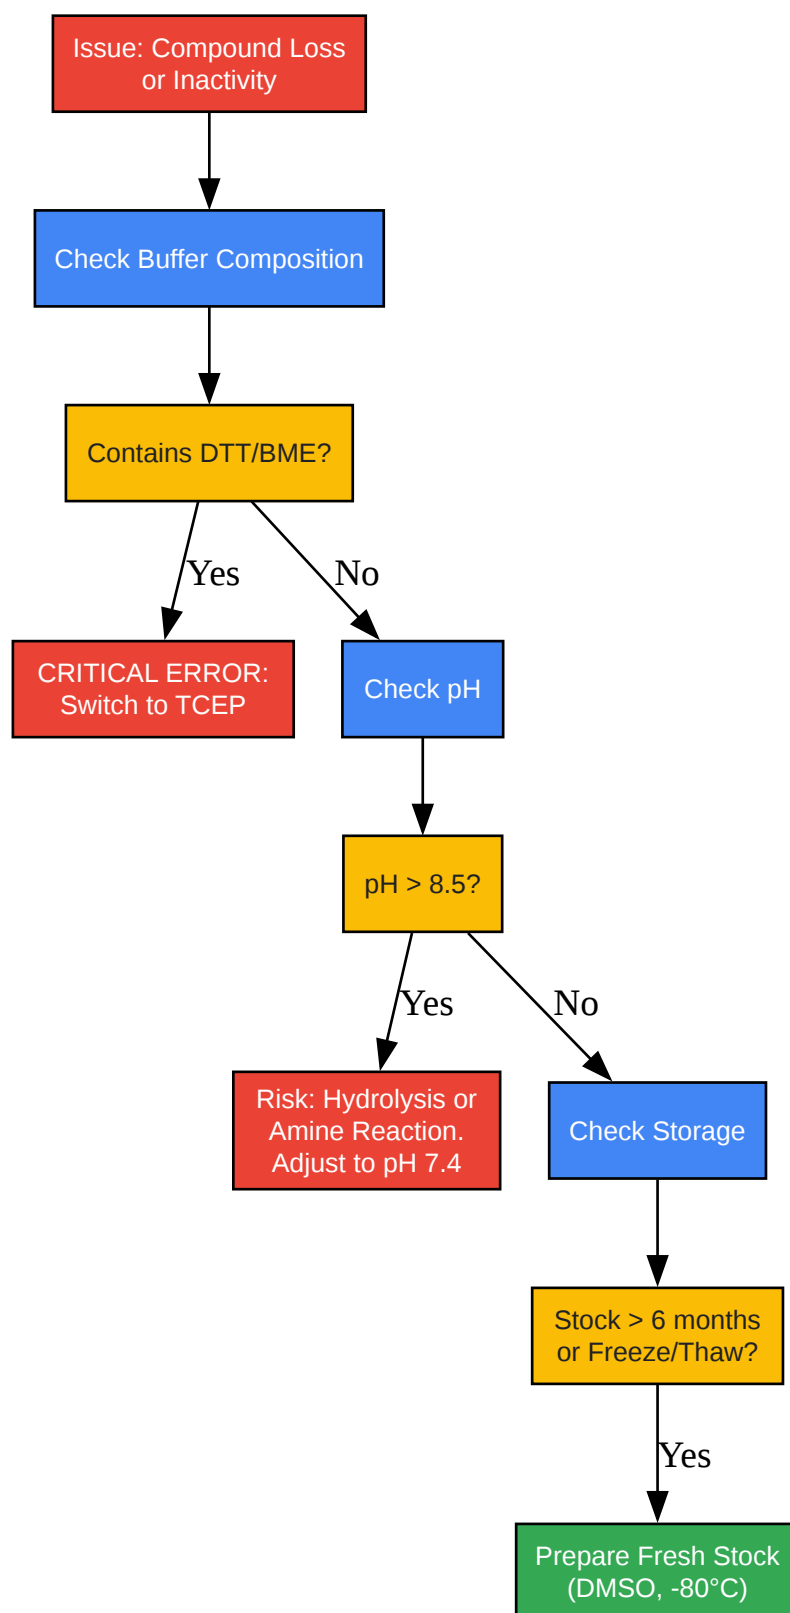 Issue: Compound Loss
or Inactivity
Check Buffer Composition
Contains DTT/BME?
Yes
No
CRITICAL ERROR:
Switch to TCEP
Check pH
pH > 8.5?
Yes
No
Risk: Hydrolysis or
Amine Reaction.
Adjust to pH 7.4
Check Storage
Stock > 6 months
or Freeze/Thaw?
Yes
Prepare Fresh Stock
(DMSO, -80°C)